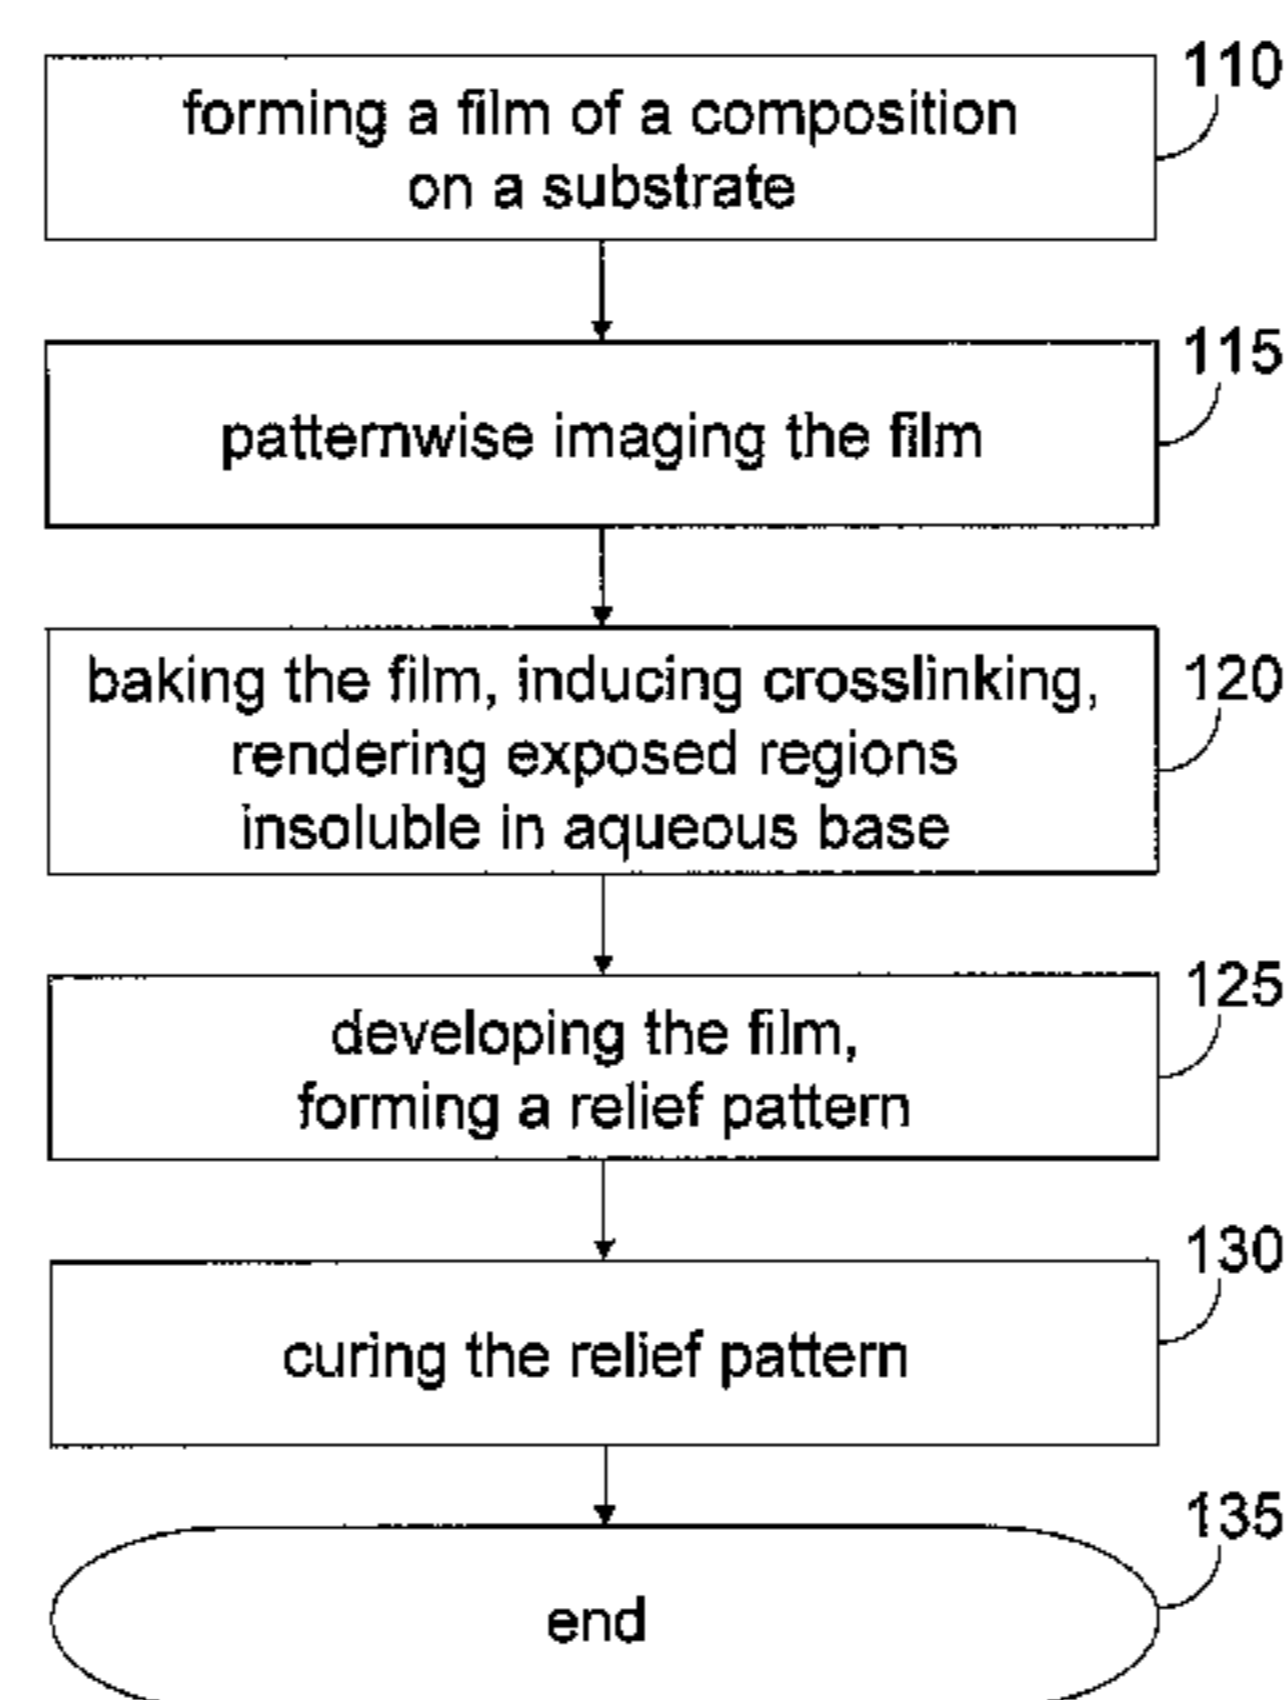 110
forming a film of a composition
on a substrate
115
patternwise imaging the film
120
baking the film, inducing crosslinking,
rendering exposed regions
insoluble in aqueous base
125
developing the film,
forming a relief pattern
130
curing the relief pattern
135
end